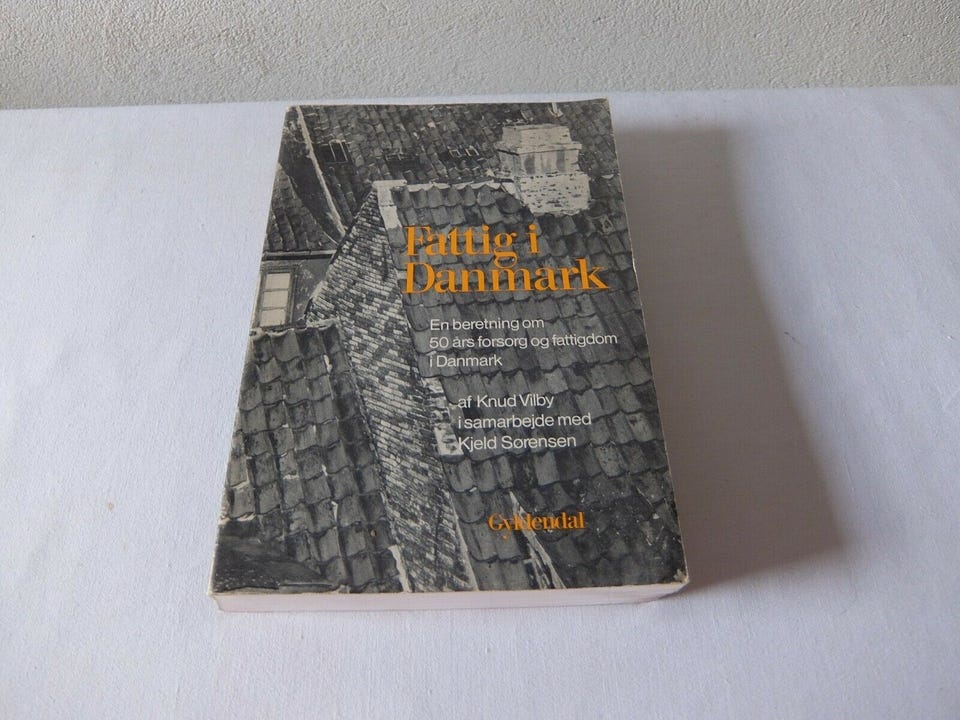 Fattig i
Danmark
En beretning om
50 års forsorg og fattigdom
i Danmark
af Knud Vilby
i samarbejde med
Kjeld Sørensen
Gyldendal